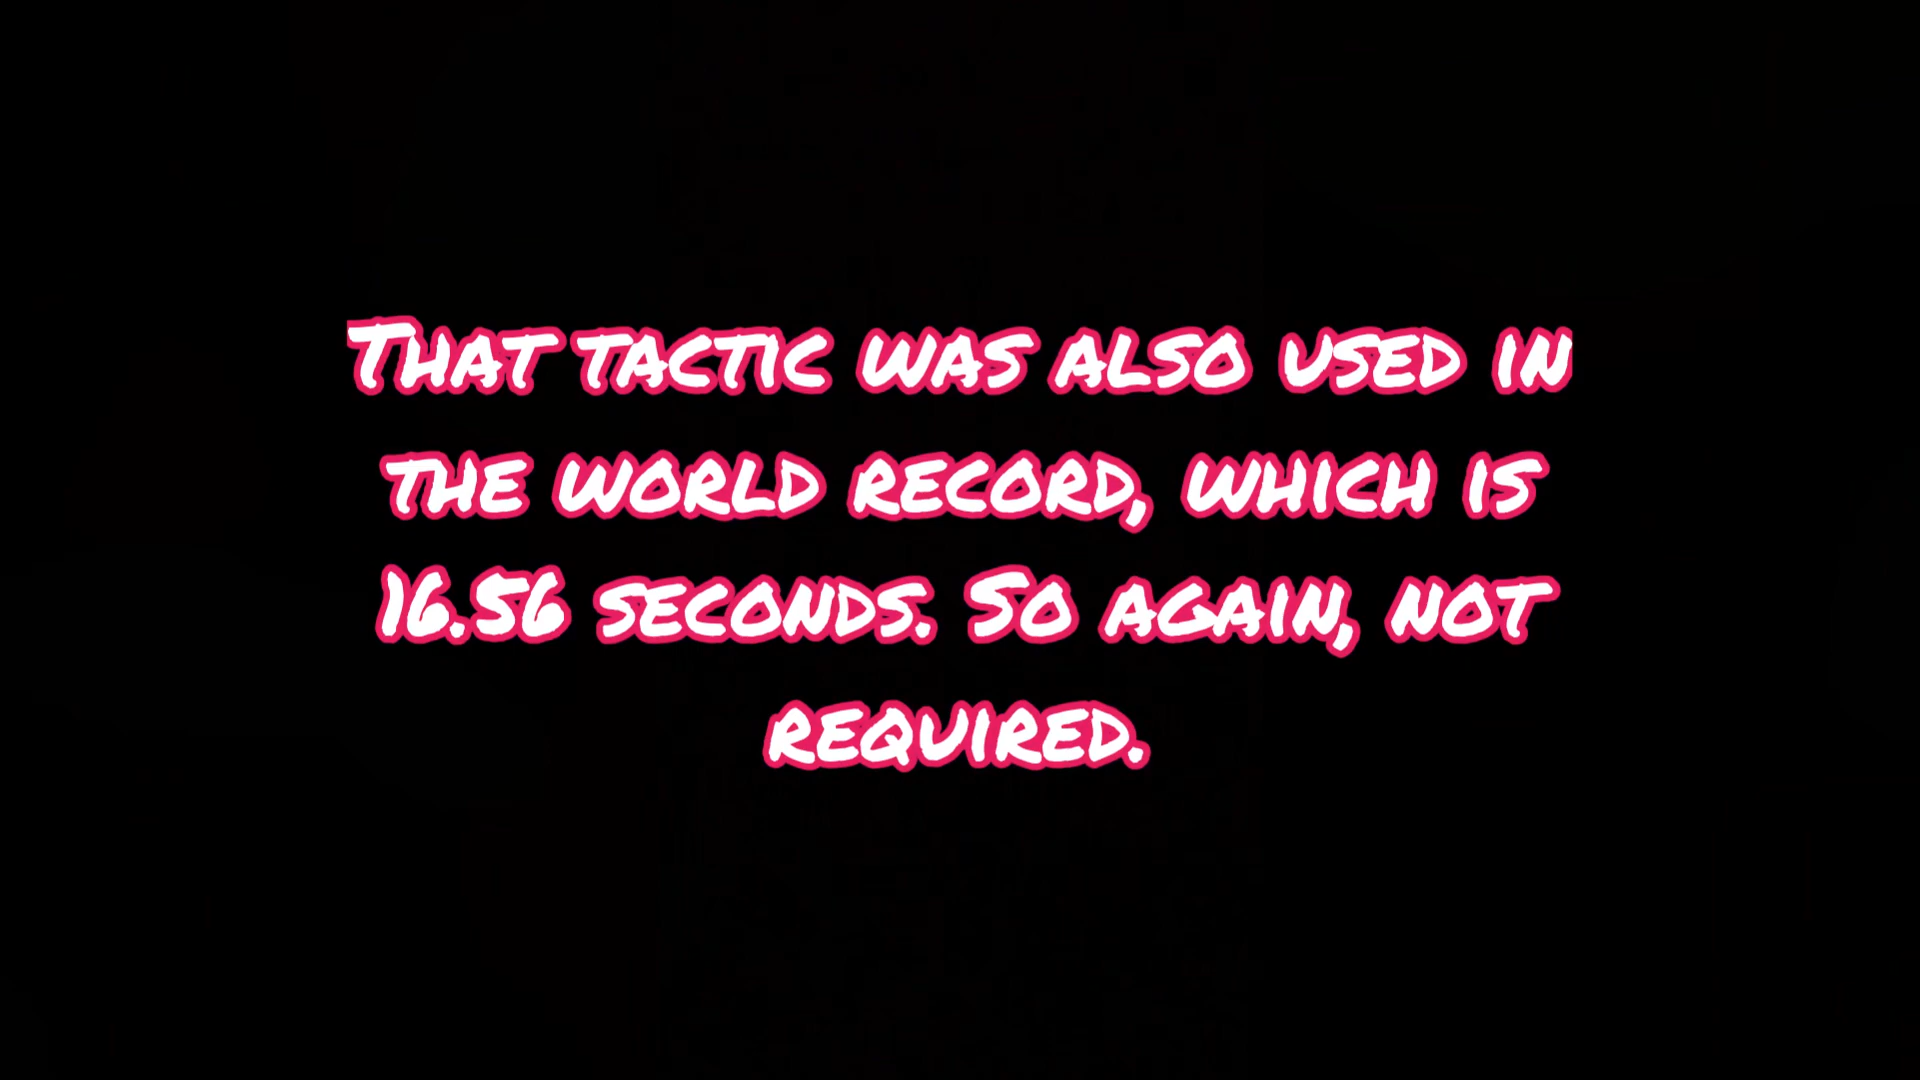 That tactic was also used in
the world record, which is
16.56 seconds. So again, not
required.